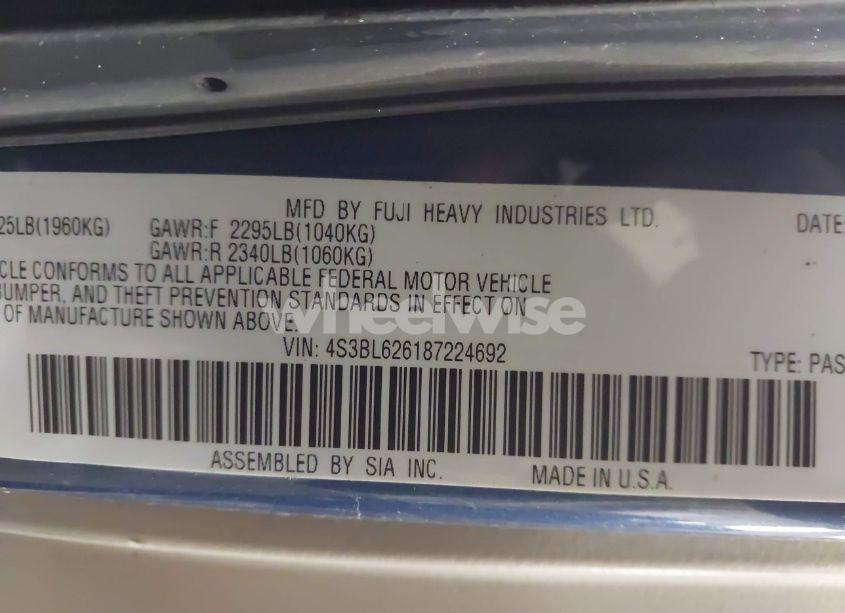 MFD BY FUJI HEAVY INDUSTRIES LTD. DATE:
25LB(1960KG) GAWR:F 2295LB(1040KG)
GAWR:R 2340LB(1060KG)
CLE CONFORMS TO ALL APPLICABLE FEDERAL MOTOR VEHICLE
BUMPER, AND THEFT PREVENTION STANDARDS IN EFFECT ON
OF MANUFACTURE SHOWN ABOVE.
wheelwise
VIN: 4S3BL626187224692 TYPE: PAS
ASSEMBLED BY SIA INC. MADE IN U.S.A.